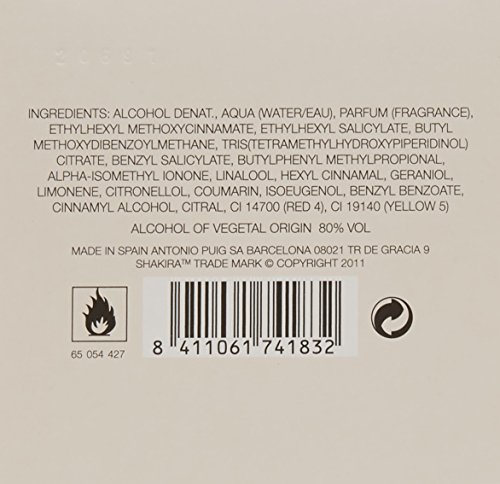 INGREDIENTS: ALCOHOL DENAT., AQUA (WATER/EAU), PARFUM (FRAGRANCE),
ETHYLHEXYL METHOXYCINNAMATE, ETHYLHEXYL SALICYLATE, BUTYL
METHOXYDIBENZOYLMETHANE, TRIS(TETRAMETHYLHYDROXYPIPERIDINOL)
CITRATE, BENZYL SALICYLATE, BUTYLPHENYL METHYLPROPIONAL,
ALPHA-ISOMETHYL IONONE, LINALOOL, HEXYL CINNAMAL, GERANIOL,
LIMONENE, CITRONELLOL, COUMARIN, ISOEUGENOL, BENZYL BENZOATE,
CINNAMYL ALCOHOL, CITRAL, CI 14700 (RED 4), CI 19140 (YELLOW 5)
ALCOHOL OF VEGETAL ORIGIN 80% VOL
MADE IN SPAIN ANTONIO PUIG SA BARCELONA 08021 TR DE GRACIA 9
SHAKIRA™ TRADE MARK © COPYRIGHT 2011
65 054 427
8 411061 741832